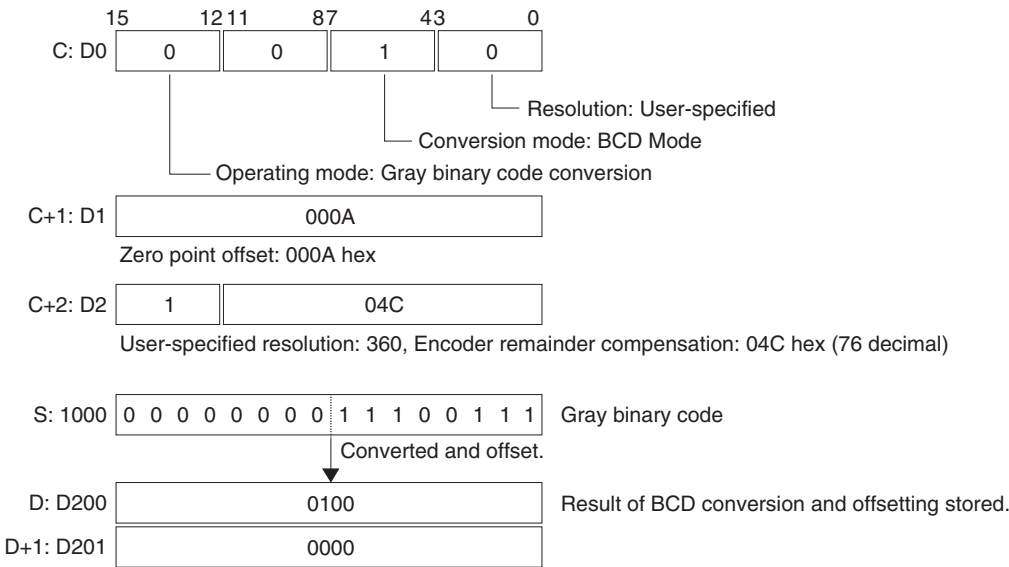 15 12 11 8 7 4 3 0
C: D0 0 0 1 0
Resolution: User-specified
Conversion mode: BCD Mode
Operating mode: Gray binary code conversion
C+1: D1 000A
Zero point offset: 000A hex
C+2: D2 1 04C
User-specified resolution: 360, Encoder remainder compensation: 04C hex (76 decimal)
S: 1000 0 0 0 0 0 0 0 0 1 1 1 0 0 1 1 1 Gray binary code
Converted and offset.
D: D200 0100 Result of BCD conversion and offsetting stored.
D+1: D201 0000